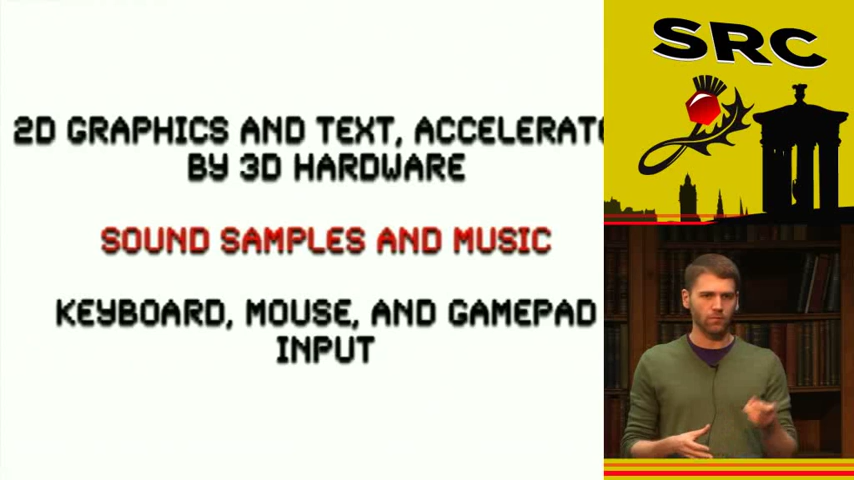 2D GRAPHICS AND TEXT, ACCELERAT
BY 3D HARDWARE
SOUND SAMPLES AND MUSIC
KEYBOARD, MOUSE, AND GAMEPAD
INPUT
SRC